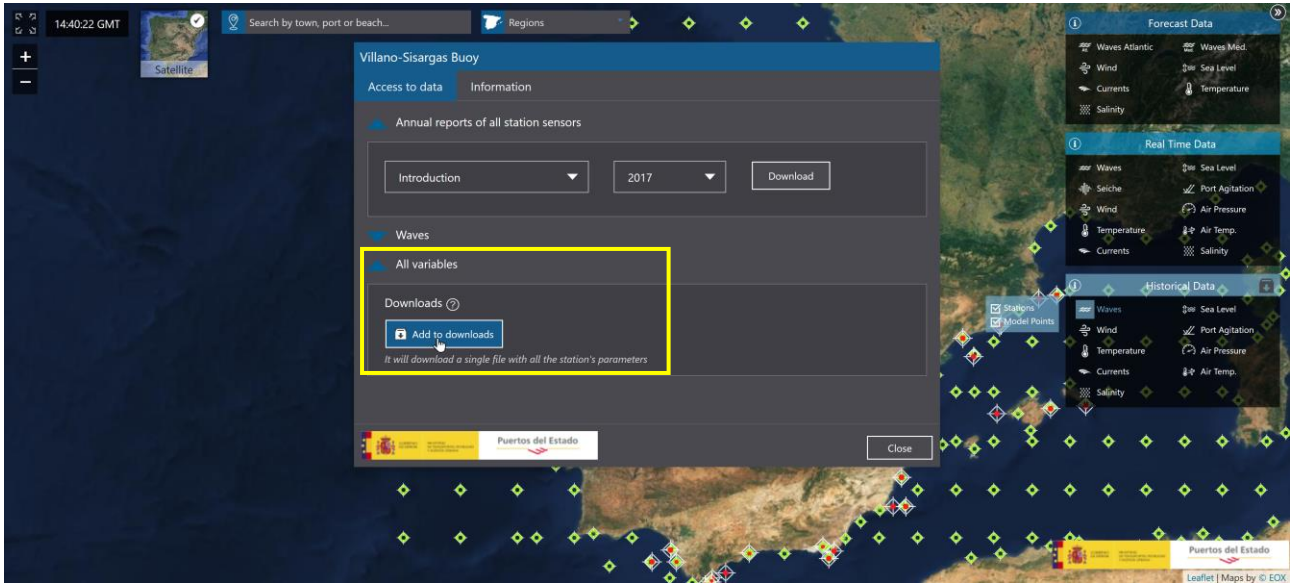 14:40:22 GMT
Search by town, port or beach...
Regions
Satellite
+
−
Villano-Sisargas Buoy
Access to data
Information
Annual reports of all station sensors
Introduction
2017
Download
Waves
All variables
Downloads ?
Add to downloads
It will download a single file with all the station's parameters
Puertos del Estado
Close
Forecast Data
Waves Atlantic
Waves Med.
Wind
Sea Level
Currents
Temperature
Salinity
Real Time Data
Waves
Sea Level
Seiche
Port Agitation
Wind
Air Pressure
Temperature
Air Temp.
Currents
Salinity
Stations
Model Points
Historical Data
Waves
Sea Level
Wind
Port Agitation
Temperature
Air Pressure
Currents
Air Temp.
Salinity
Puertos del Estado
Leaflet | Maps by © EOX